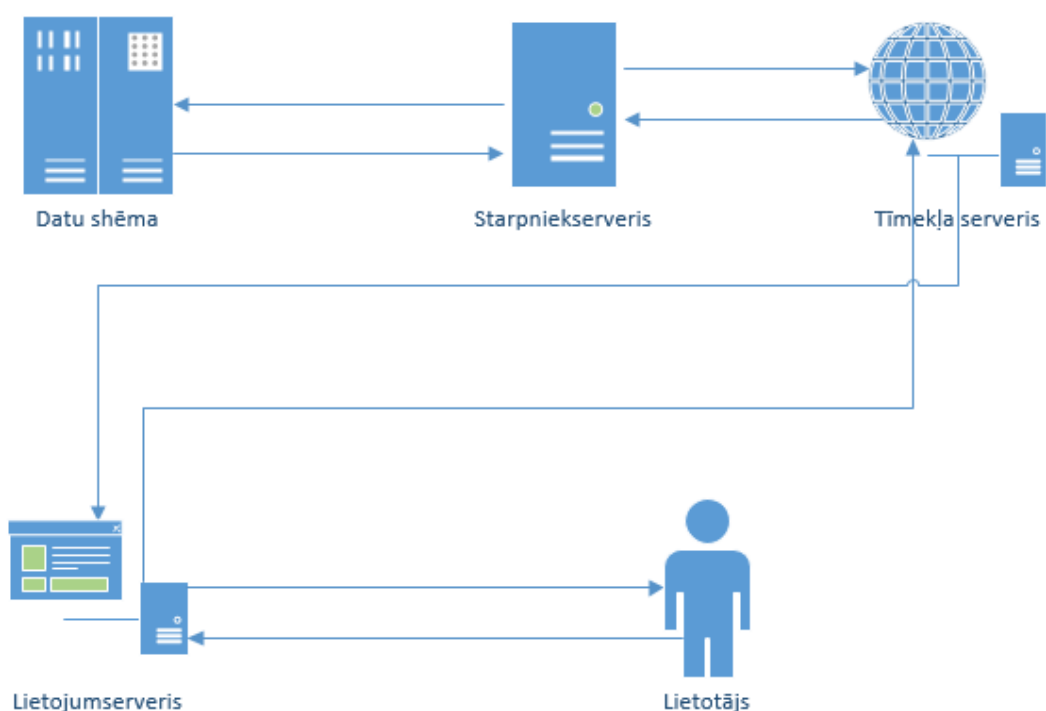 Datu shēma
Starpniekserveris
Tīmekļa serveris
Lietojumserveris
Lietotājs